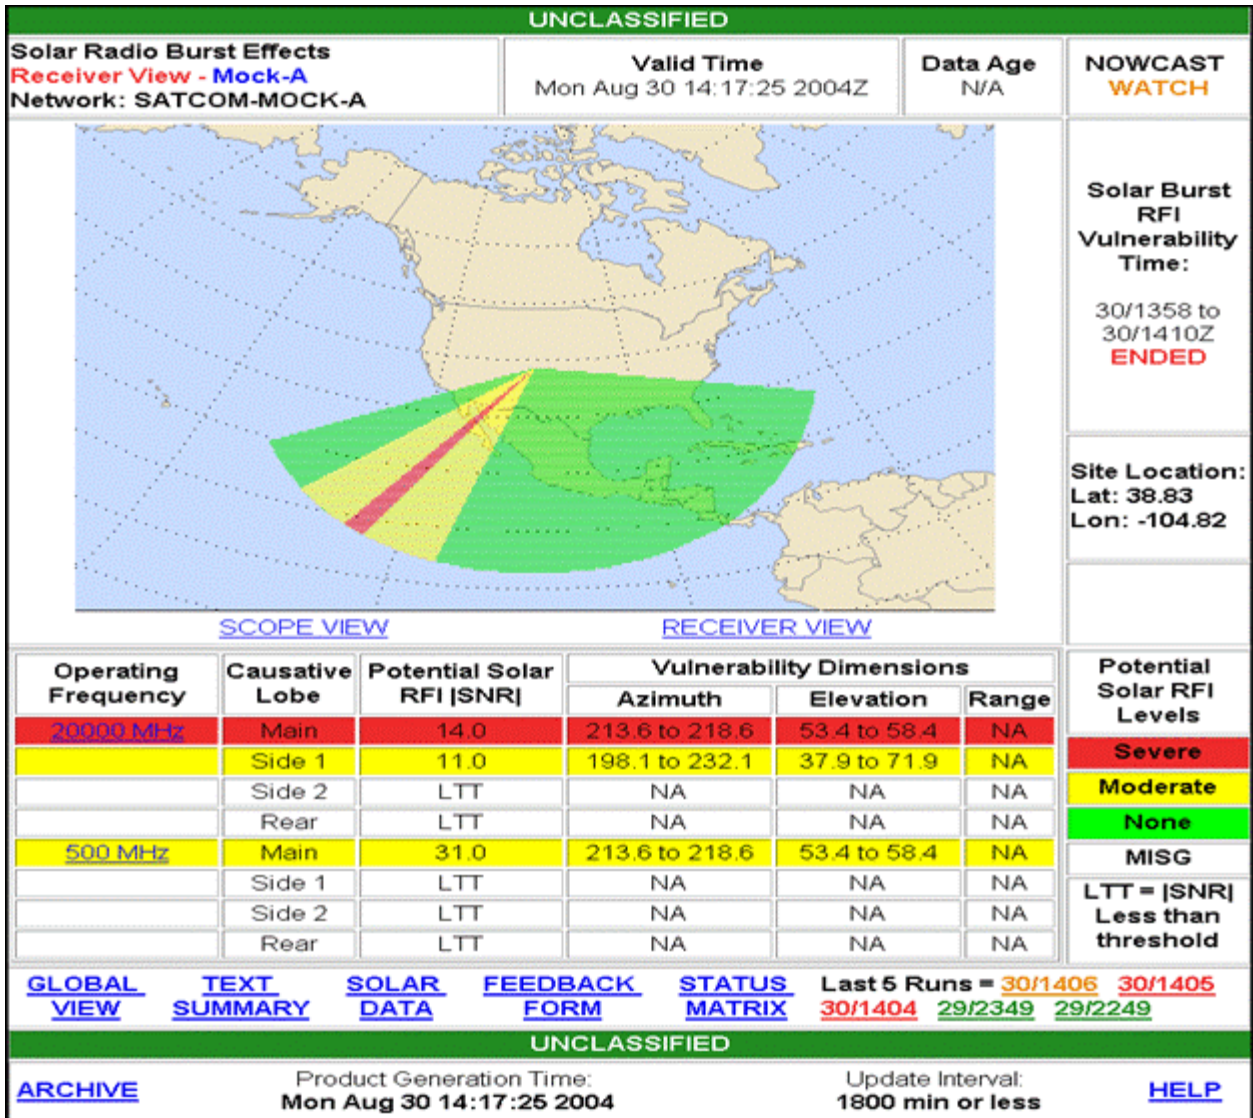 UNCLASSIFIED
Solar Radio Burst Effects
Receiver View - Mock-A
Network: SATCOM-MOCK-A
Valid Time
Mon Aug 30 14:17:25 2004Z
Data Age
N/A
NOWCAST
WATCH
Solar Burst
RFI
Vulnerability
Time:
30/1358 to
30/1410Z
ENDED
Site Location:
Lat: 38.83
Lon: -104.82
SCOPE VIEW RECEIVER VIEW
Operating Frequency Causative Lobe Potential Solar RFI |SNR| Vulnerability Dimensions
Azimuth Elevation Range
20000 MHz Main 14.0 213.6 to 218.6 53.4 to 58.4 NA
Side 1 11.0 198.1 to 232.1 37.9 to 71.9 NA
Side 2 LTT NA NA NA
Rear LTT NA NA NA
500 MHz Main 31.0 213.6 to 218.6 53.4 to 58.4 NA
Side 1 LTT NA NA NA
Side 2 LTT NA NA NA
Rear LTT NA NA NA
Potential
Solar RFI
Levels
Severe
Moderate
None
MISG
LTT = |SNR|
Less than
threshold
GLOBAL VIEW TEXT SUMMARY SOLAR DATA FEEDBACK FORM STATUS MATRIX
Last 5 Runs = 30/1406 30/1405
30/1404 29/2349 29/2249
UNCLASSIFIED
ARCHIVE
Product Generation Time:
Mon Aug 30 14:17:25 2004
Update Interval:
1800 min or less
HELP